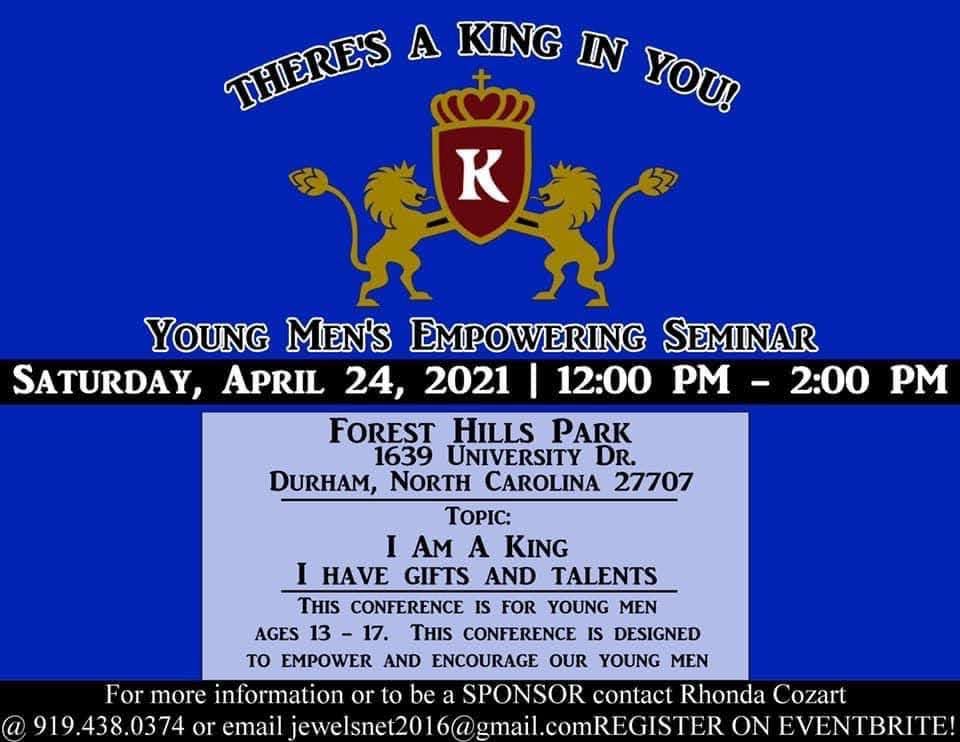 THERE'S A KING IN YOU!
K
YOUNG MEN'S EMPOWERING SEMINAR
SATURDAY, APRIL 24, 2021 | 12:00 PM – 2:00 PM
FOREST HILLS PARK
1639 UNIVERSITY DR.
DURHAM, NORTH CAROLINA 27707
TOPIC:
I AM A KING
I HAVE GIFTS AND TALENTS
THIS CONFERENCE IS FOR YOUNG MEN
AGES 13 – 17. THIS CONFERENCE IS DESIGNED
TO EMPOWER AND ENCOURAGE OUR YOUNG MEN
For more information or to be a SPONSOR contact Rhonda Cozart
@ 919.438.0374 or email jewelsnet2016@gmail.comREGISTER ON EVENTBRITE!